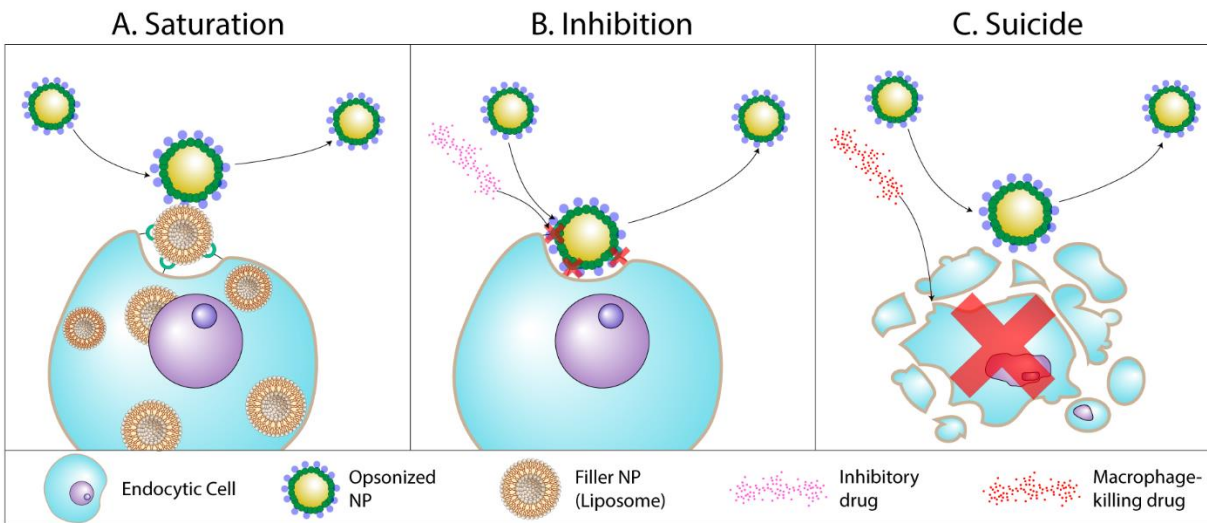 A. Saturation
B. Inhibition
C. Suicide
Endocytic Cell
Opsonized
NP
Filler NP
(Liposome)
Inhibitory
drug
Macrophage-
killing drug